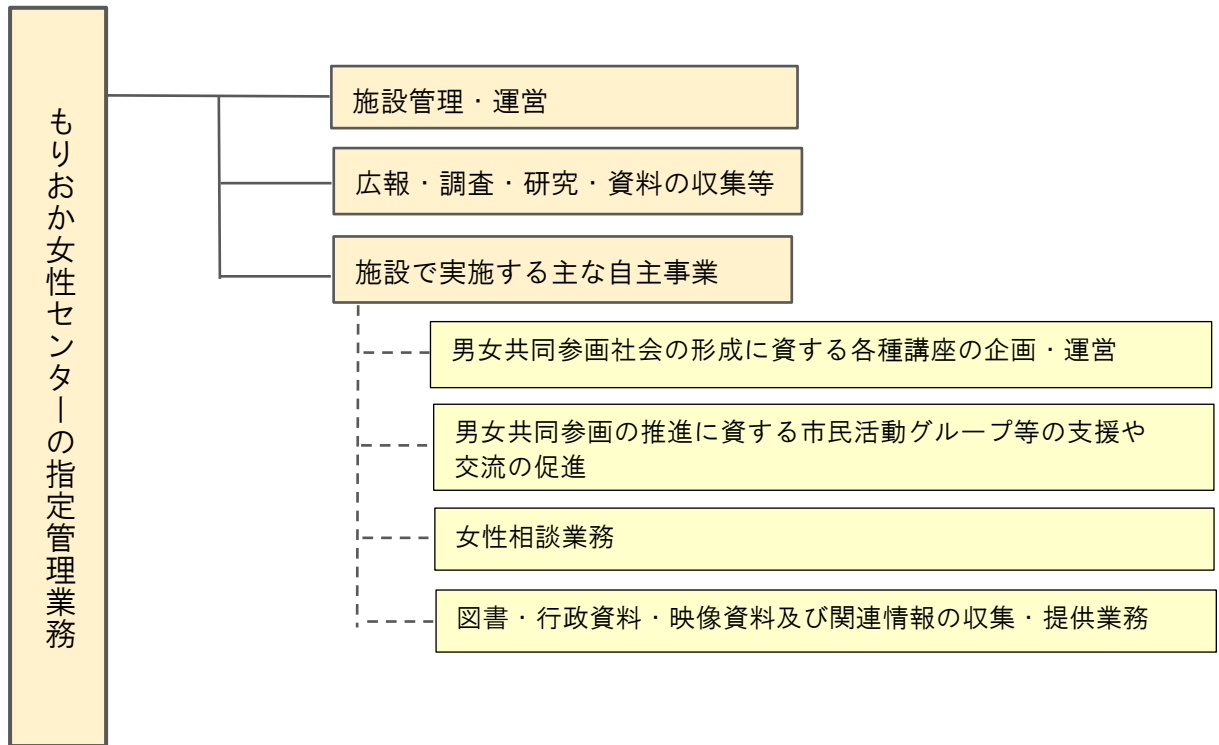 もりおか女性センターの指定管理業務
施設管理・運営
広報・調査・研究・資料の収集等
施設で実施する主な自主事業
男女共同参画社会の形成に資する各種講座の企画・運営
男女共同参画の推進に資する市民活動グループ等の支援や
交流の促進
女性相談業務
図書・行政資料・映像資料及び関連情報の収集・提供業務